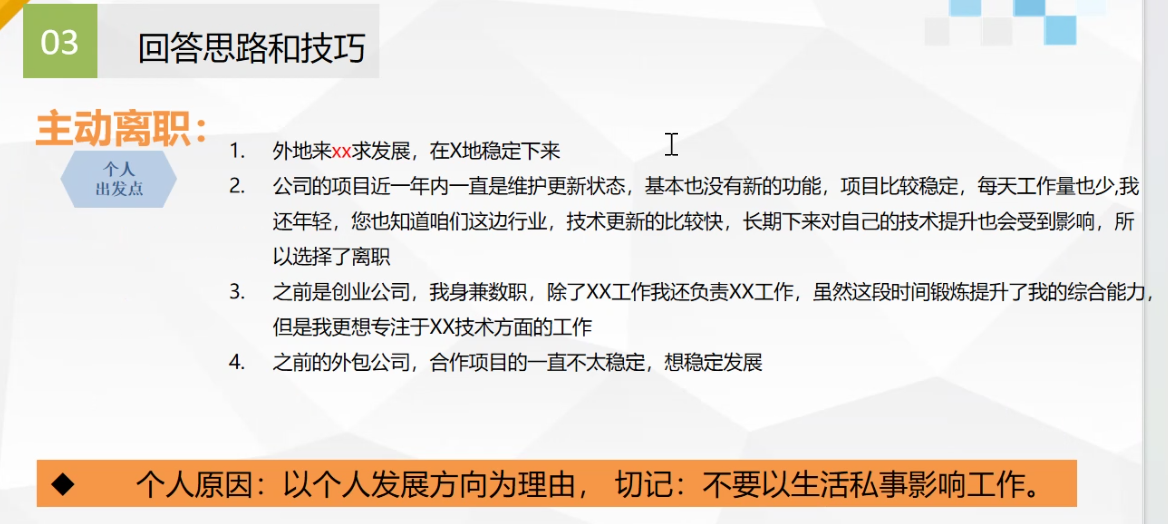 03
回答思路和技巧
主动离职：
个人
出发点
1. 外地来xx求发展，在X地稳定下来
2. 公司的项目近一年内一直是维护更新状态，基本也没有新的功能，项目比较稳定，每天工作量也少,我
还年轻，您也知道咱们这边行业，技术更新的比较快，长期下来对自己的技术提升也会受到影响，所
以选择了离职
3. 之前是创业公司，我身兼数职，除了XX工作我还负责XX工作，虽然这段时间锻炼提升了我的综合能力，
但是我更想专注于XX技术方面的工作
4. 之前的外包公司，合作项目的一直不太稳定，想稳定发展
◆ 个人原因：以个人发展方向为理由， 切记：不要以生活私事影响工作。